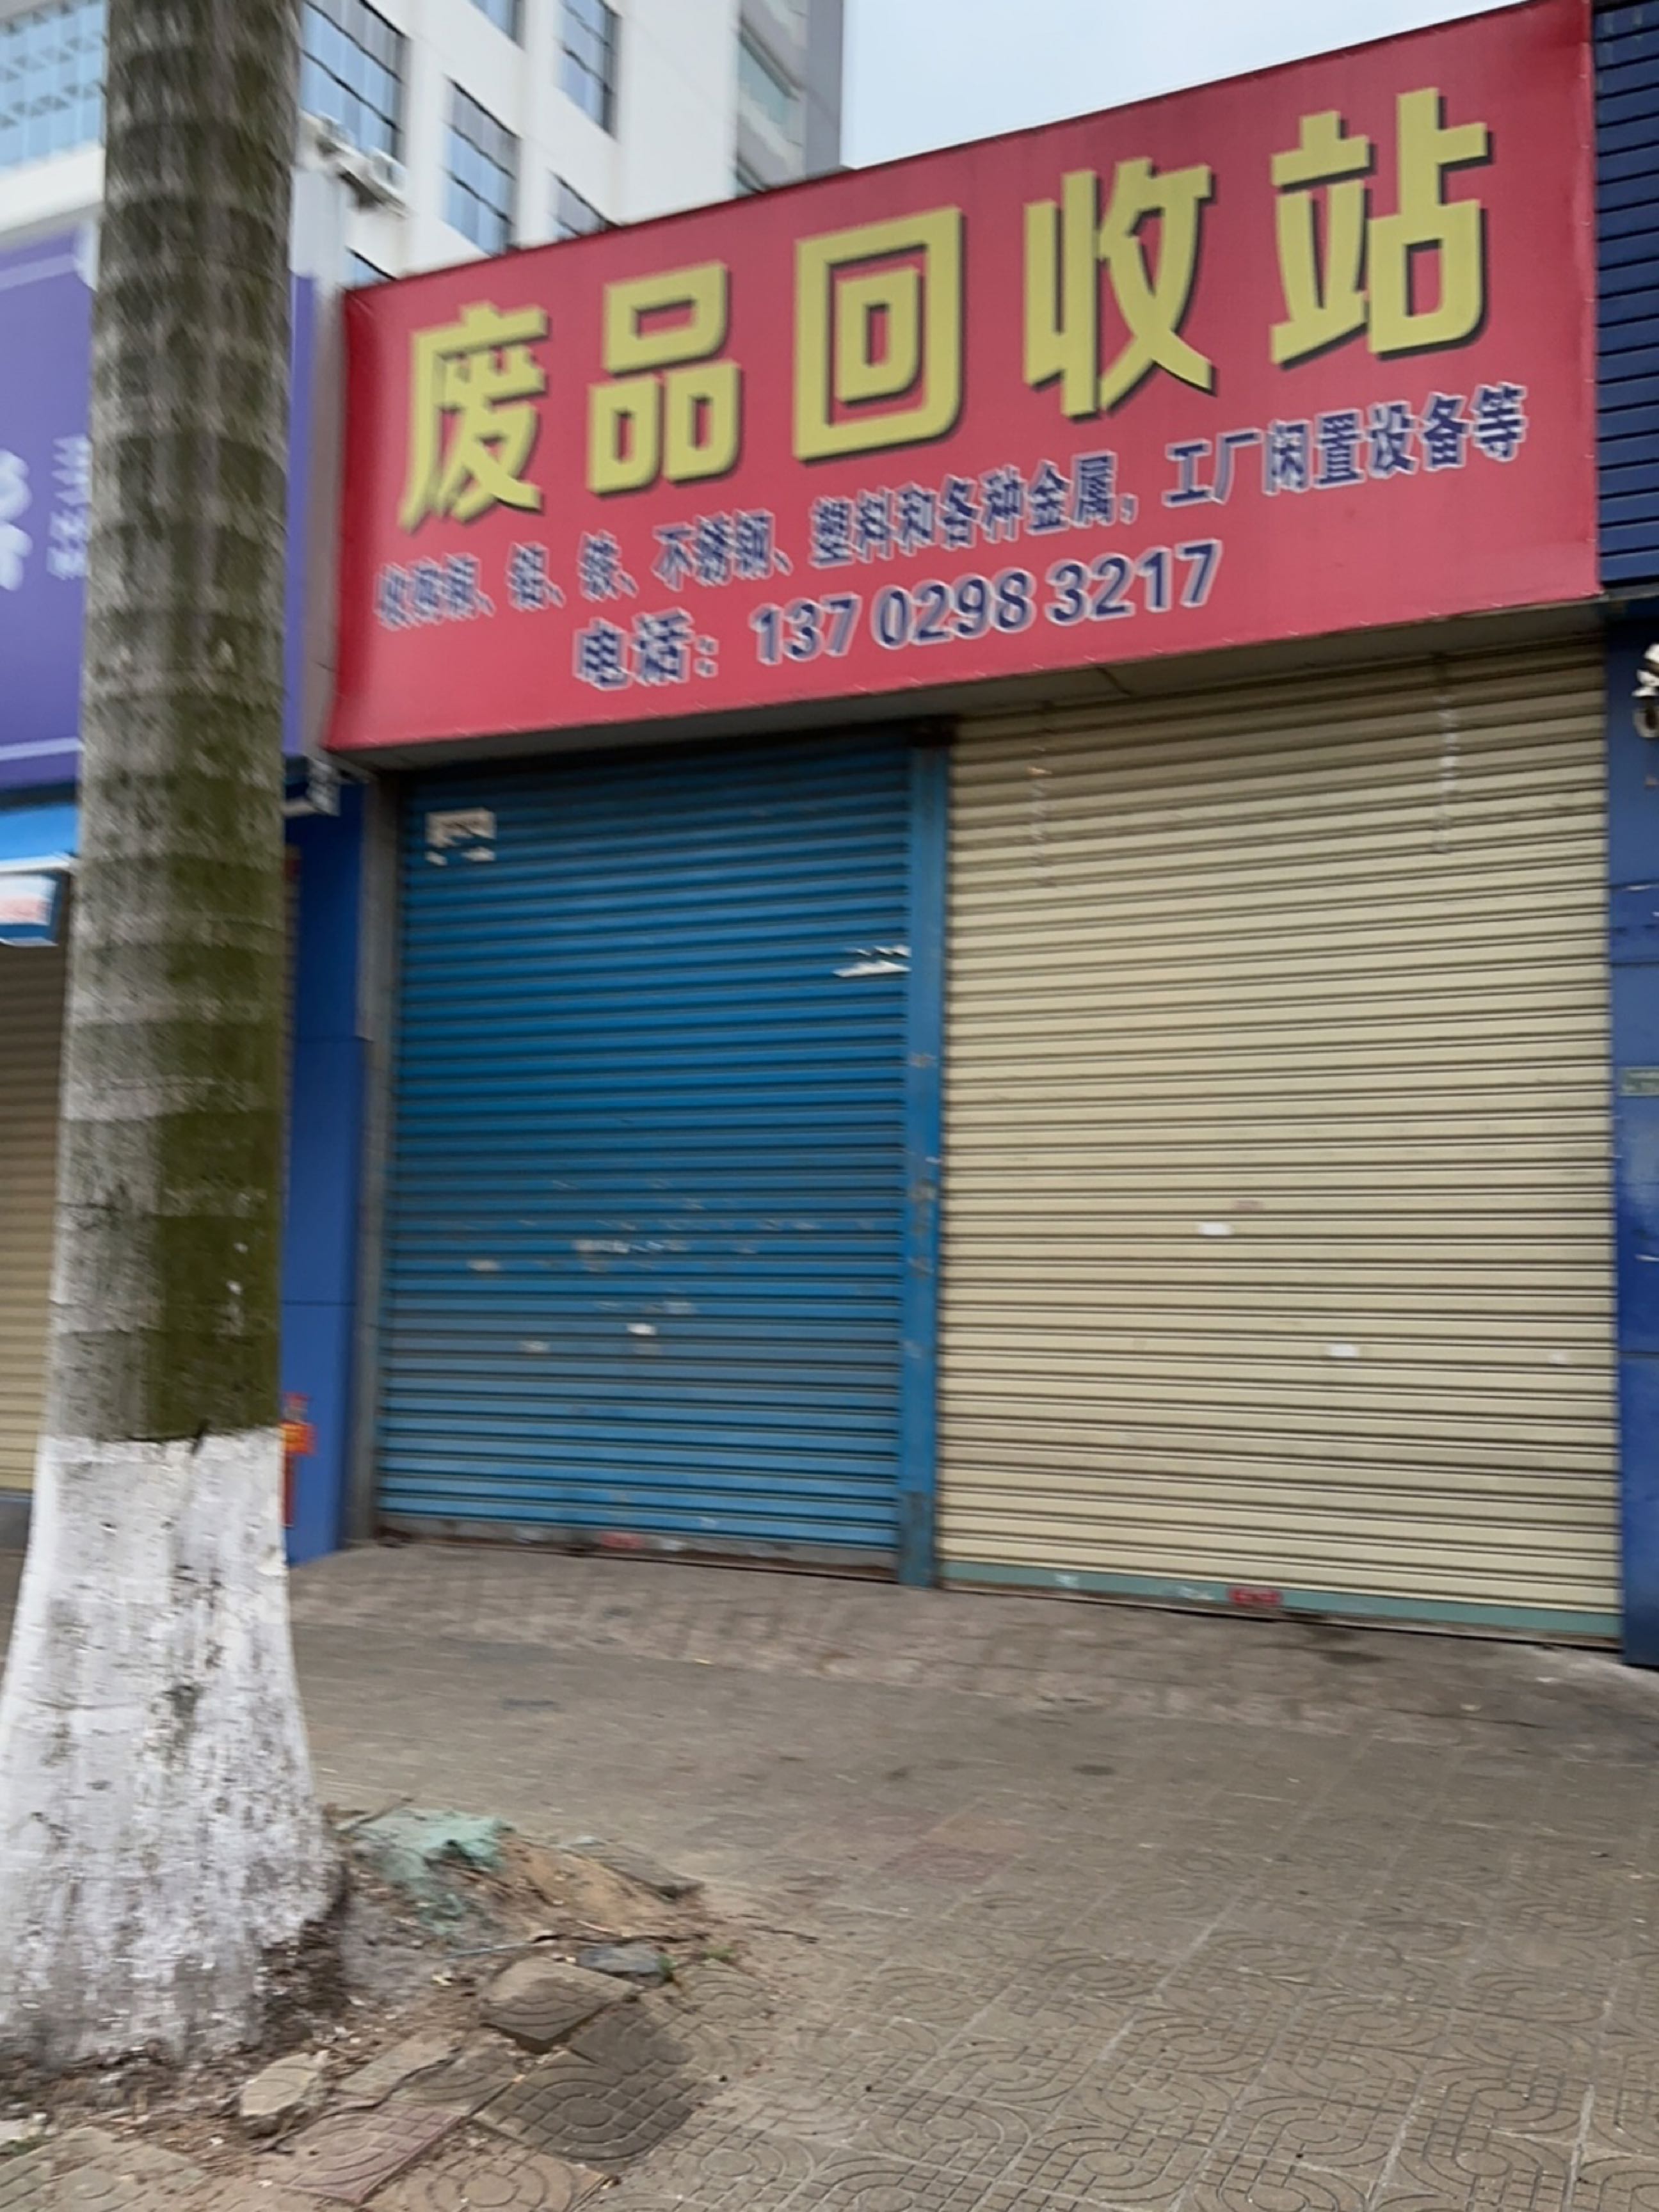 废品回收站
收购铜、铝、铁、不锈钢、塑料和各种金属，工厂闲置设备等
电话：137 0298 3217